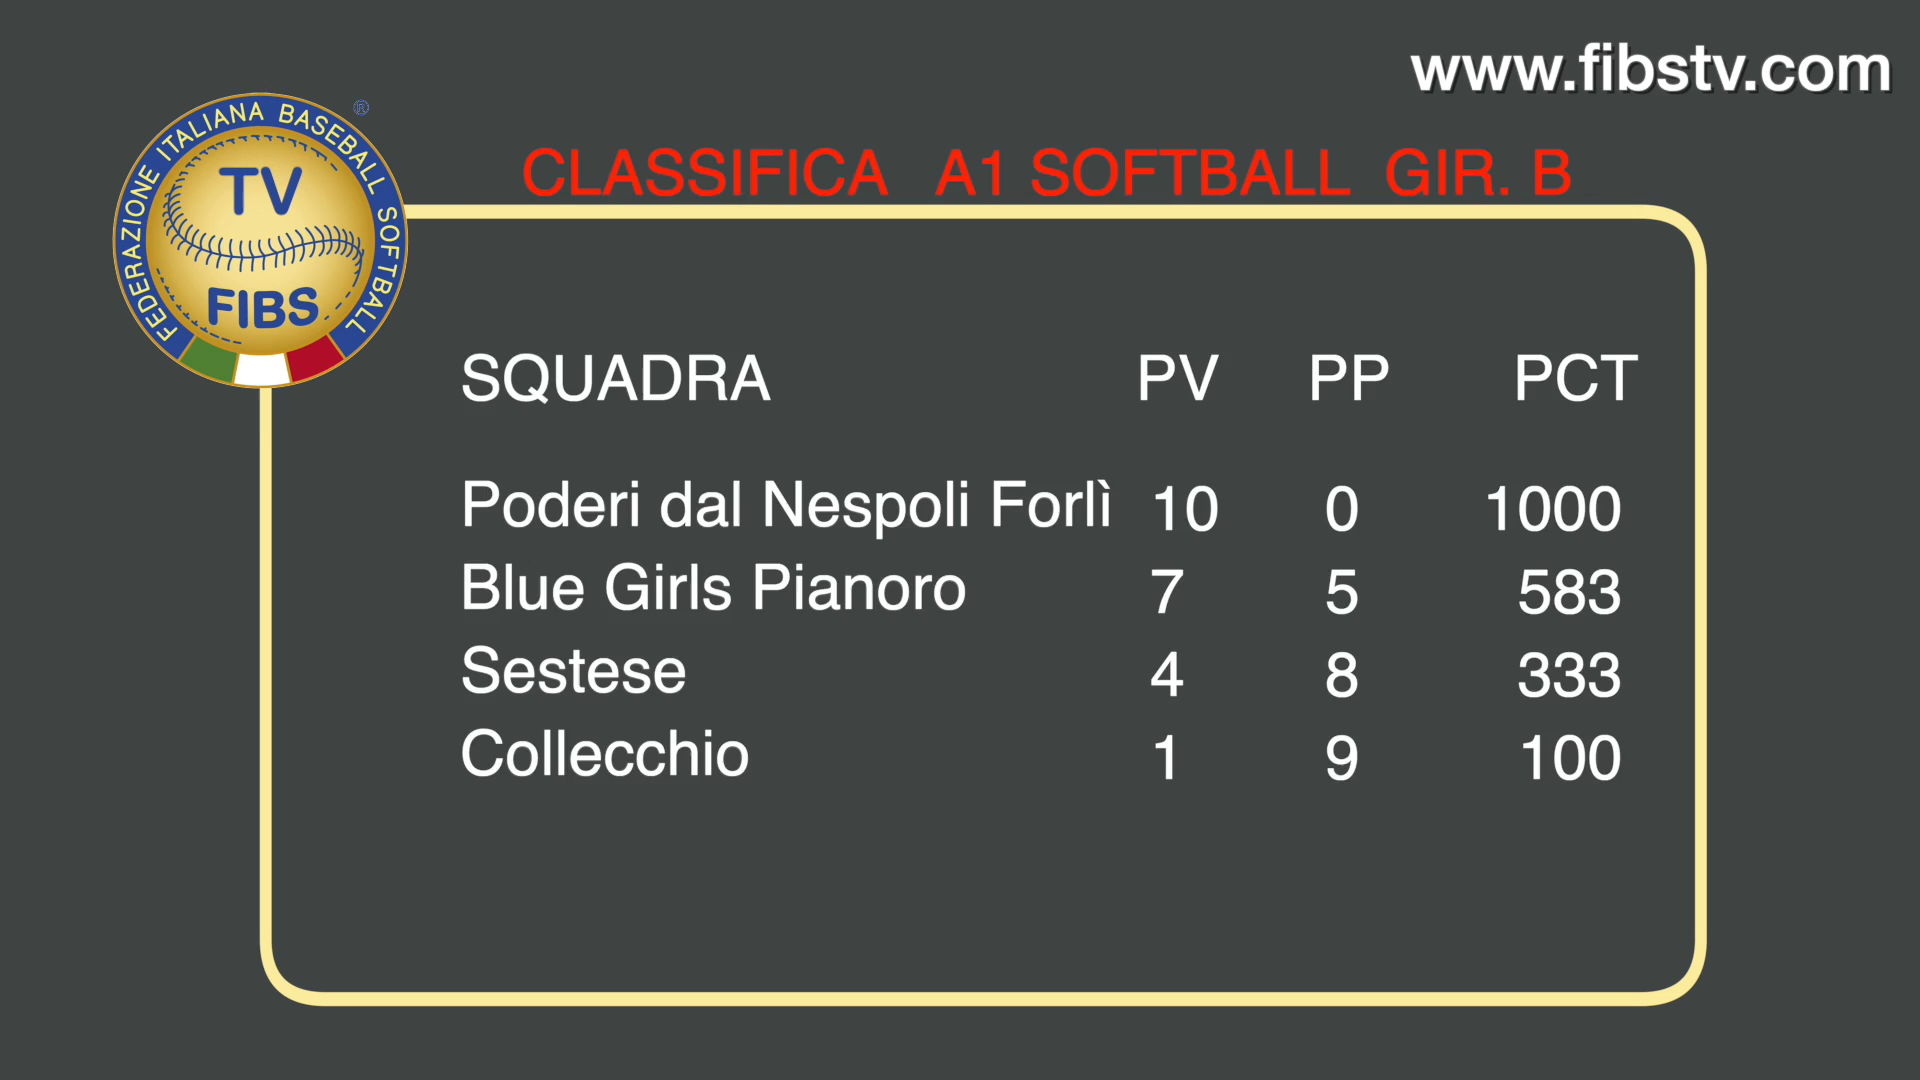 www.fibstv.com
FEDERAZIONE ITALIANA BASEBALL SOFTBALL ®
TV
FIBS
CLASSIFICA A1 SOFTBALL GIR. B
SQUADRA PV PP PCT
Poderi dal Nespoli Forlì 10 0 1000
Blue Girls Pianoro 7 5 583
Sestese 4 8 333
Collecchio 1 9 100